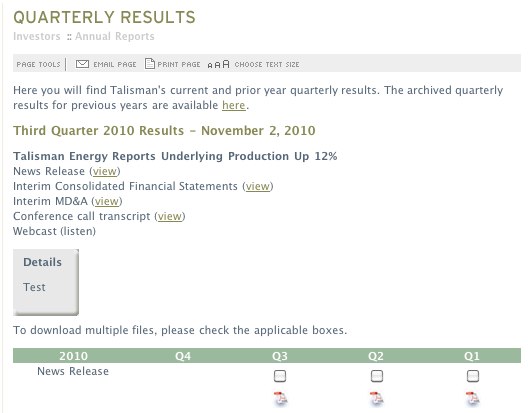 QUARTERLY RESULTS
Investors :: Annual Reports
PAGE TOOLS | EMAIL PAGE PRINT PAGE A A A CHOOSE TEXT SIZE
Here you will find Talisman's current and prior year quarterly results. The archived quarterly
results for previous years are available here.
Third Quarter 2010 Results - November 2, 2010
Talisman Energy Reports Underlying Production Up 12%
News Release (view)
Interim Consolidated Financial Statements (view)
Interim MD&A (view)
Conference call transcript (view)
Webcast (listen)
Details
Test
To download multiple files, please check the applicable boxes.
2010 Q4 Q3 Q2 Q1
News Release